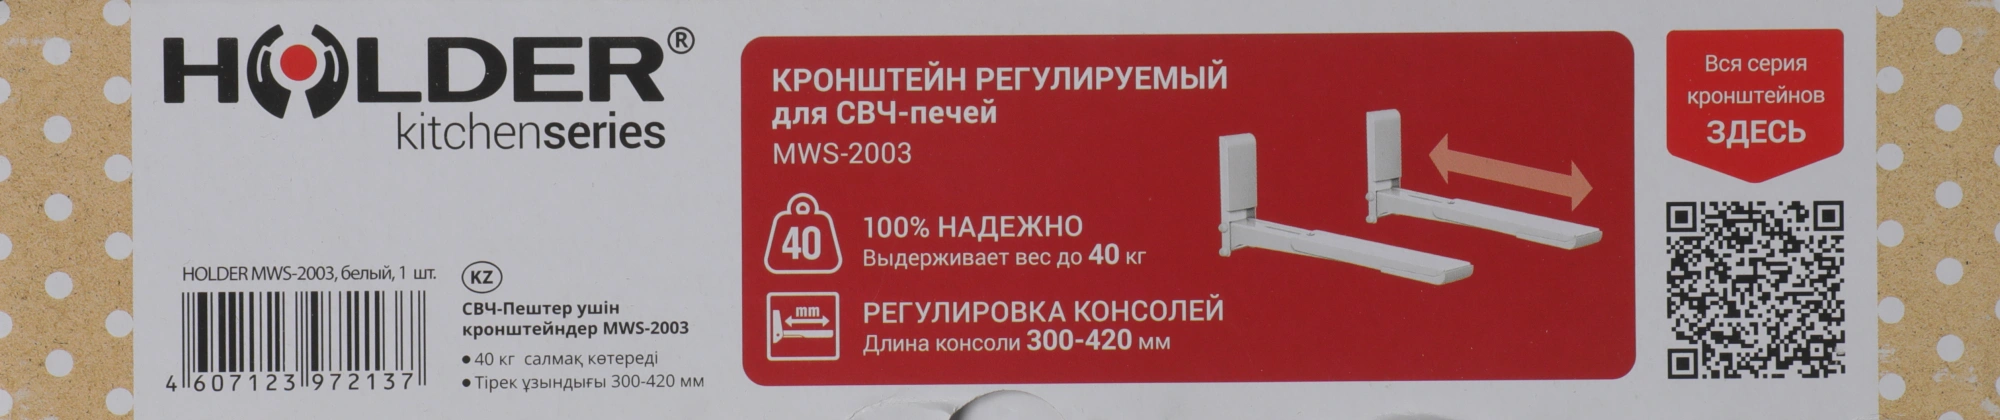 HOLDER®
kitchenseries
HOLDER MWS-2003, белый, 1 шт.
4 607123 972137
KZ
СВЧ-Пештер ушін
кронштейндер MWS-2003
• 40 кг салмақ көтереді
• Тірек ұзындығы 300-420 мм
КРОНШТЕЙН РЕГУЛИРУЕМЫЙ
для СВЧ-печей
MWS-2003
40
100% НАДЕЖНО
Выдерживает вес до 40 кг
mm
РЕГУЛИРОВКА КОНСОЛЕЙ
Длина консоли 300-420 мм
Вся серия
кронштейнов
ЗДЕСЬ